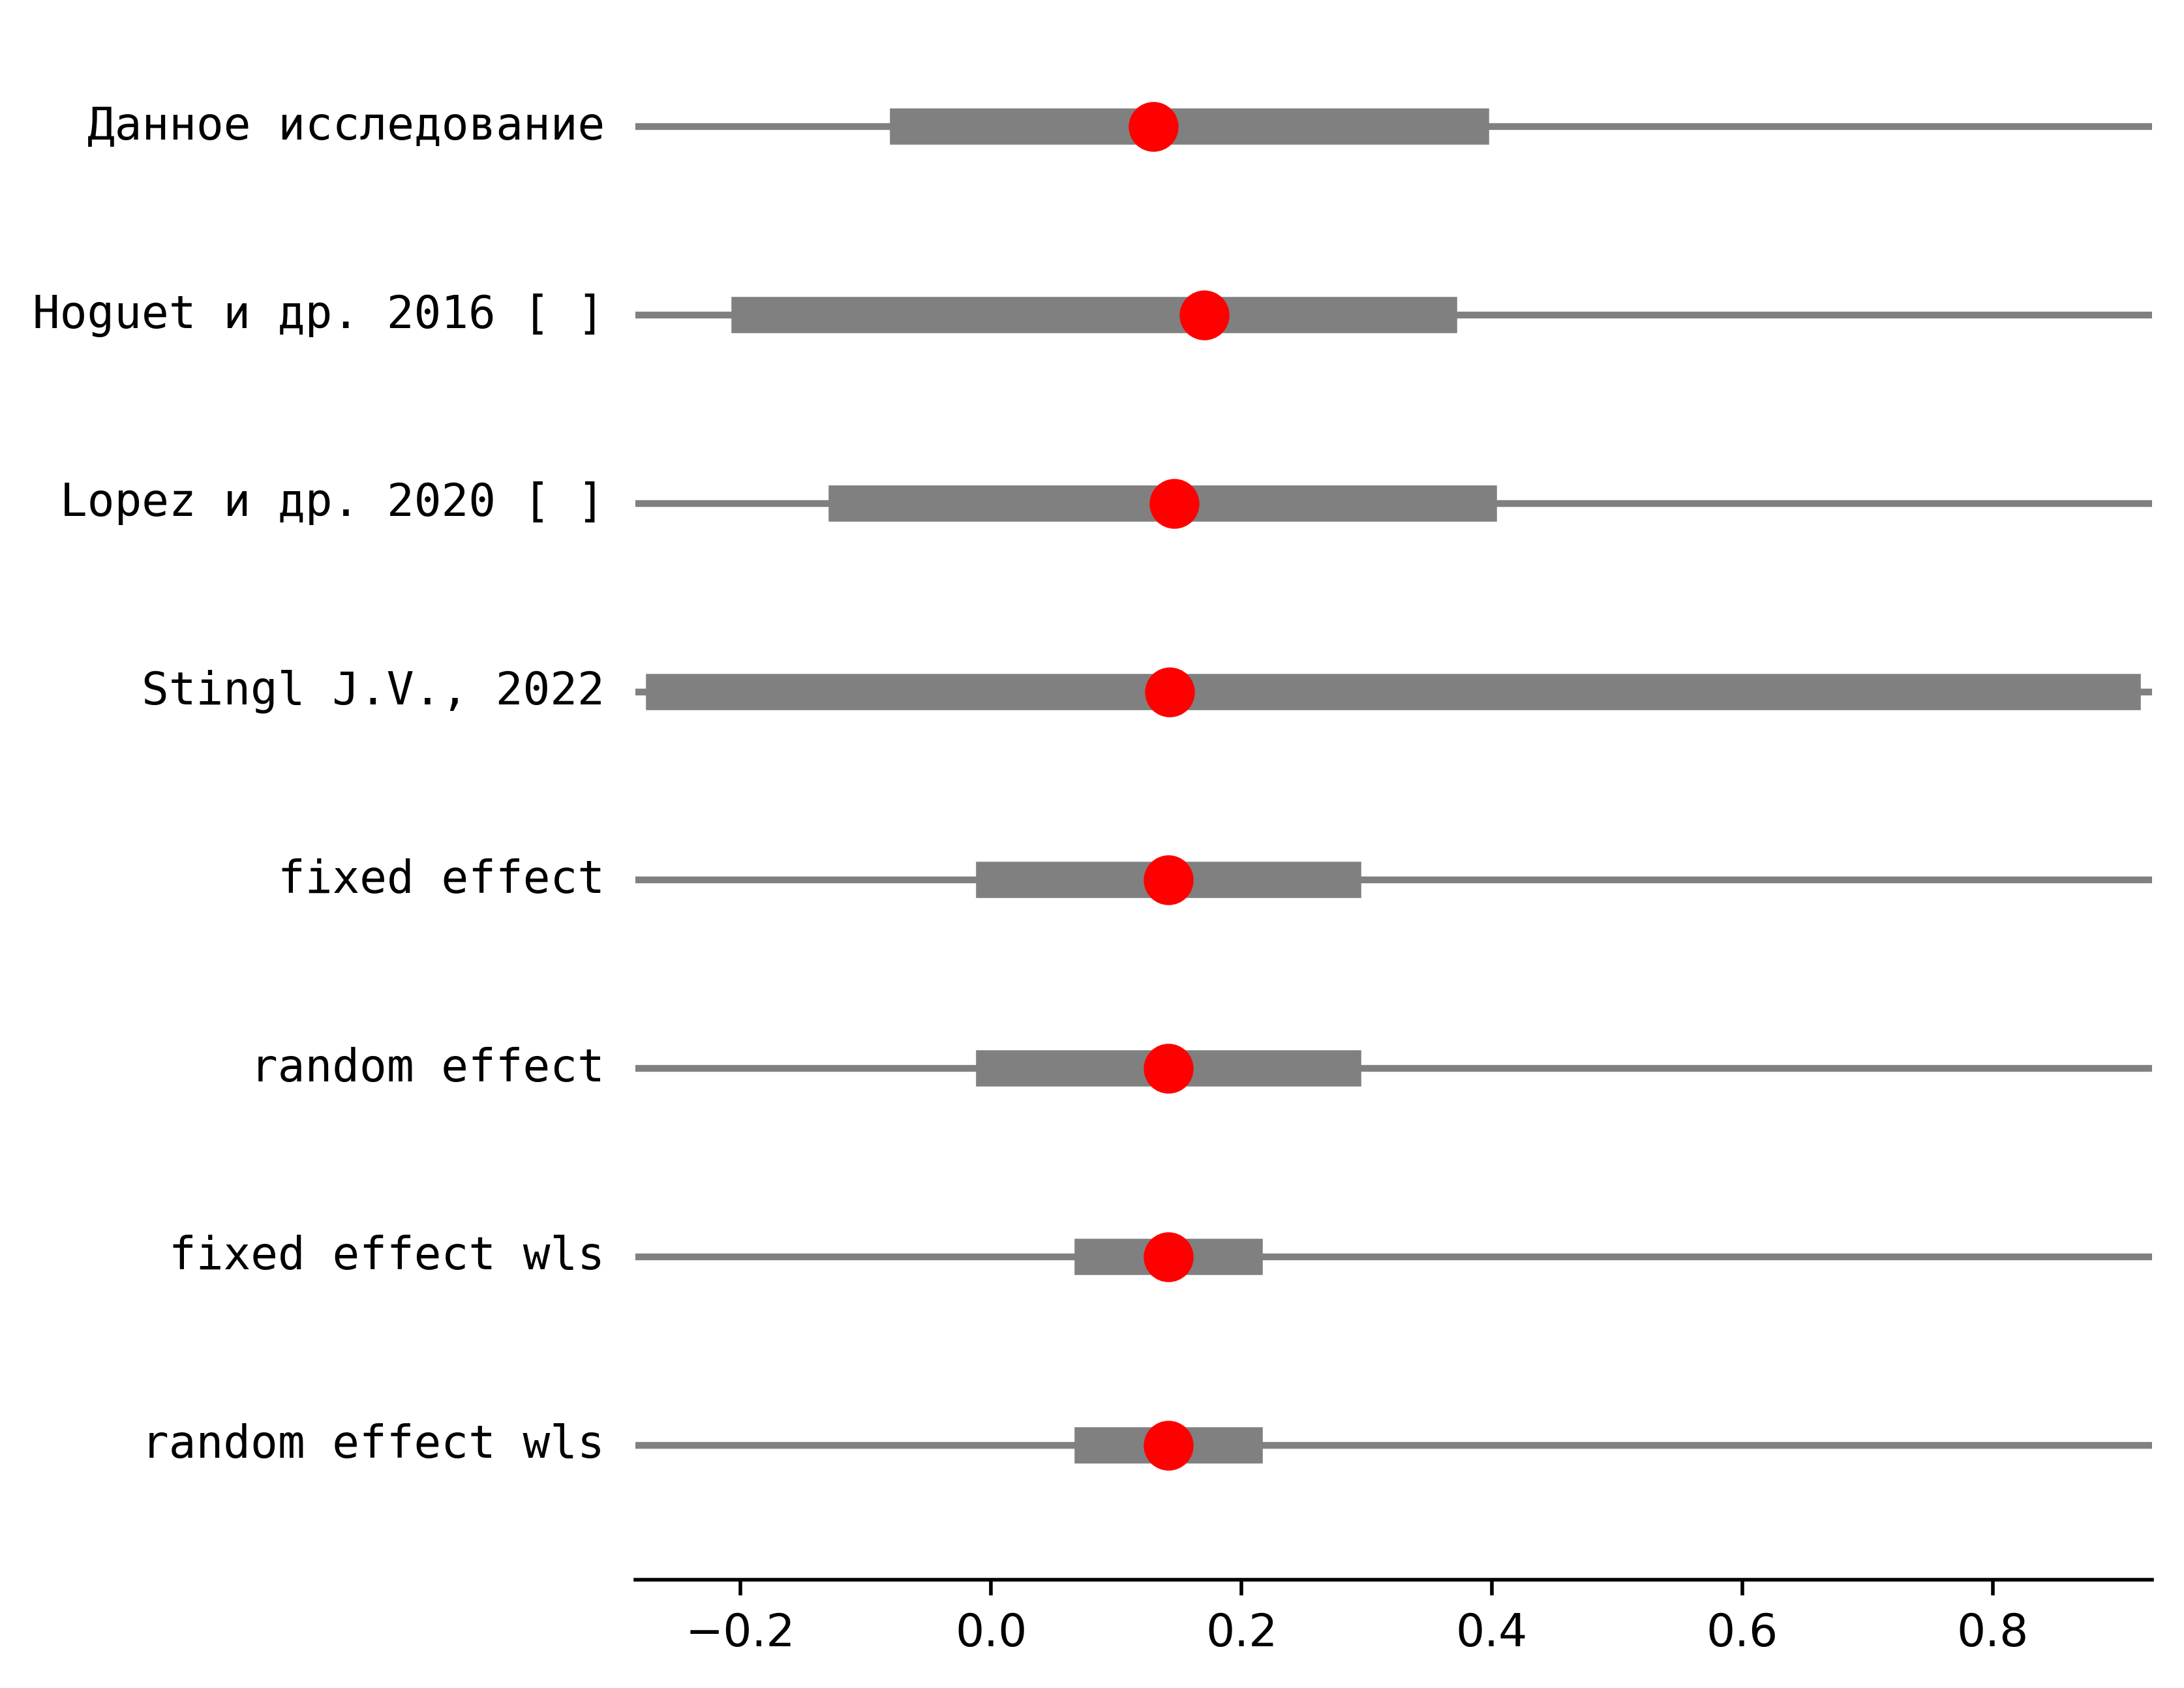 Данное исследование
Hoguet и др. 2016 [ ]
Lopez и др. 2020 [ ]
Stingl J.V., 2022
fixed effect
random effect
fixed effect wls
random effect wls
−0.2 0.0 0.2 0.4 0.6 0.8